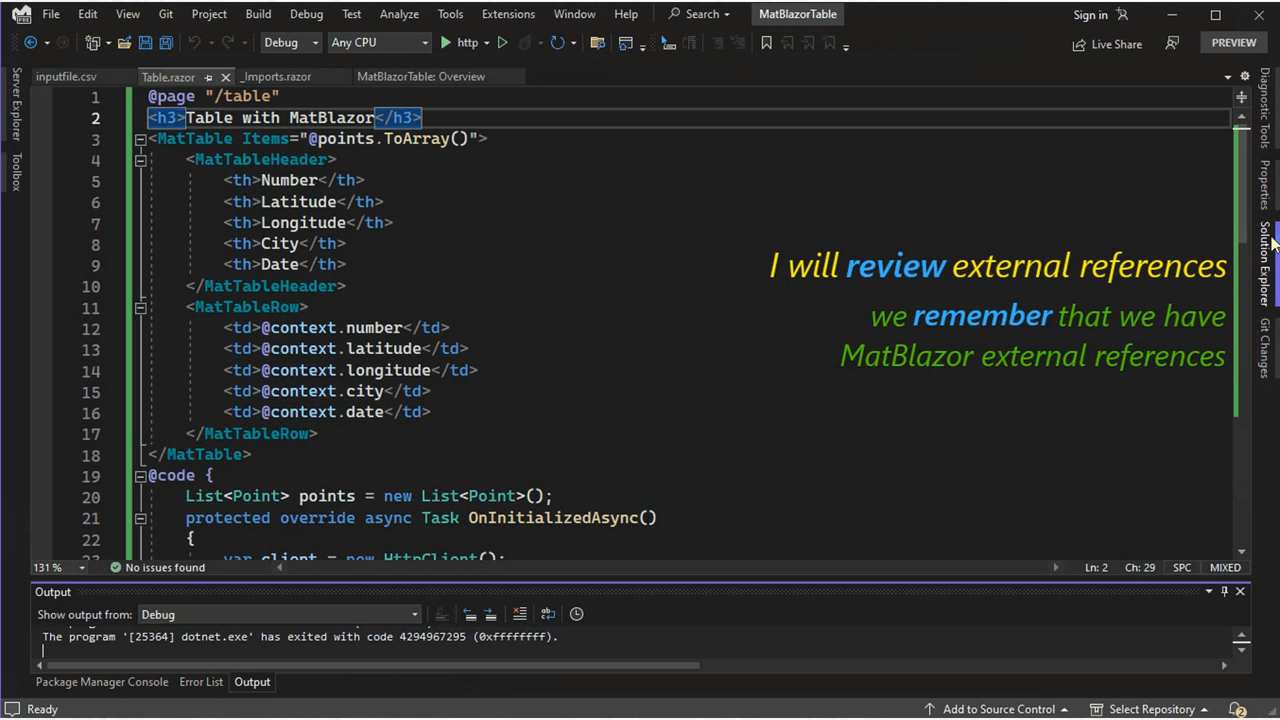 File Edit View Git Project Build Debug Test Analyze Tools Extensions Window Help Search MatBlazorTable Sign in
Debug Any CPU http Live Share PREVIEW
inputfile.csv Table.razor _Imports.razor MatBlazorTable: Overview
Server Explorer
Toolbox
Diagnostic Tools
Properties
Solution Explorer
Git Changes
1 @page "/table"
2 <h3>Table with MatBlazor</h3>
3 <MatTable Items="@points.ToArray()">
4 <MatTableHeader>
5 <th>Number</th>
6 <th>Latitude</th>
7 <th>Longitude</th>
8 <th>City</th>
9 <th>Date</th>
10 </MatTableHeader>
11 <MatTableRow>
12 <td>@context.number</td>
13 <td>@context.latitude</td>
14 <td>@context.longitude</td>
15 <td>@context.city</td>
16 <td>@context.date</td>
17 </MatTableRow>
18 </MatTable>
19 @code {
20 List<Point> points = new List<Point>();
21 protected override async Task OnInitializedAsync()
22 {
23 var client = new HttpClient();
I will review external references
we remember that we have
MatBlazor external references
131 % No issues found Ln: 2 Ch: 29 SPC MIXED
Output
Show output from: Debug
The program '[25364] dotnet.exe' has exited with code 4294967295 (0xffffffff).
Package Manager Console Error List Output
Ready Add to Source Control Select Repository 2